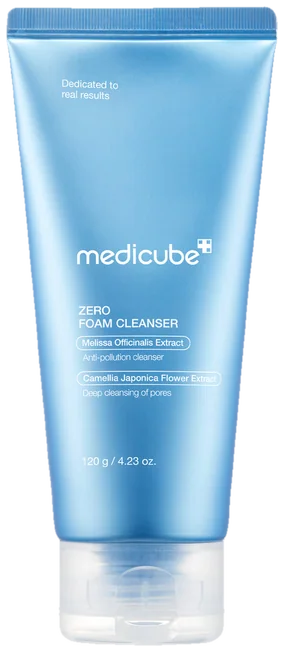 Dedicated to
real results
medicube
ZERO
FOAM CLEANSER
Melissa Officinalis Extract
Anti-pollution cleanser
Camellia Japonica Flower Extract
Deep cleansing of pores
120 g / 4.23 oz.